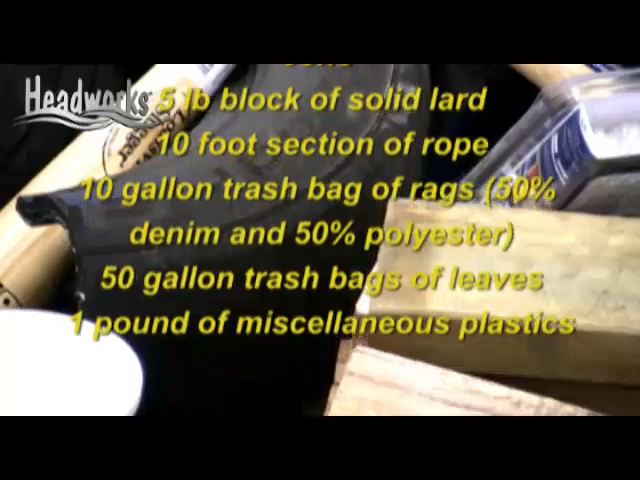 Headworks
5 lb block of solid lard
10 foot section of rope
10 gallon trash bag of rags (50%
denim and 50% polyester)
50 gallon trash bags of leaves
1 pound of miscellaneous plastics